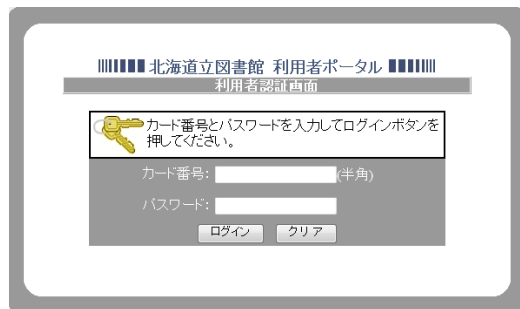 北海道立図書館 利用者ポータル
利用者認証画面
カード番号とパスワードを入力してログインボタンを
押してください。
カード番号: (半角)
パスワード:
ログイン クリア